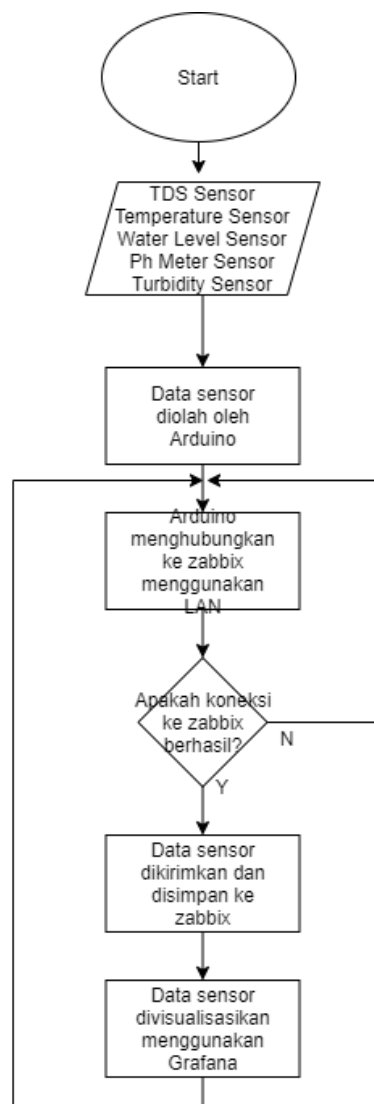 Start
TDS Sensor
Temperature Sensor
Water Level Sensor
Ph Meter Sensor
Turbidity Sensor
Data sensor
diolah oleh
Arduino
Arduino
menghubungkan
ke zabbix
menggunakan
LAN
Apakah koneksi
ke zabbix
berhasil?
N
Y
Data sensor
dikirimkan dan
disimpan ke
zabbix
Data sensor
divisualisasikan
menggunakan
Grafana